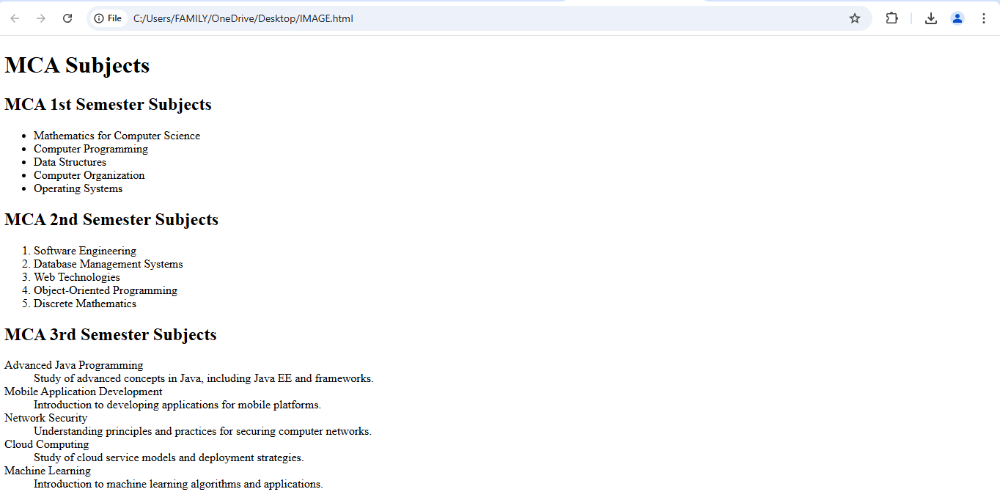 File C:/Users/FAMILY/OneDrive/Desktop/IMAGE.html
MCA Subjects
MCA 1st Semester Subjects
• Mathematics for Computer Science
• Computer Programming
• Data Structures
• Computer Organization
• Operating Systems
MCA 2nd Semester Subjects
1. Software Engineering
2. Database Management Systems
3. Web Technologies
4. Object-Oriented Programming
5. Discrete Mathematics
MCA 3rd Semester Subjects
Advanced Java Programming
Study of advanced concepts in Java, including Java EE and frameworks.
Mobile Application Development
Introduction to developing applications for mobile platforms.
Network Security
Understanding principles and practices for securing computer networks.
Cloud Computing
Study of cloud service models and deployment strategies.
Machine Learning
Introduction to machine learning algorithms and applications.